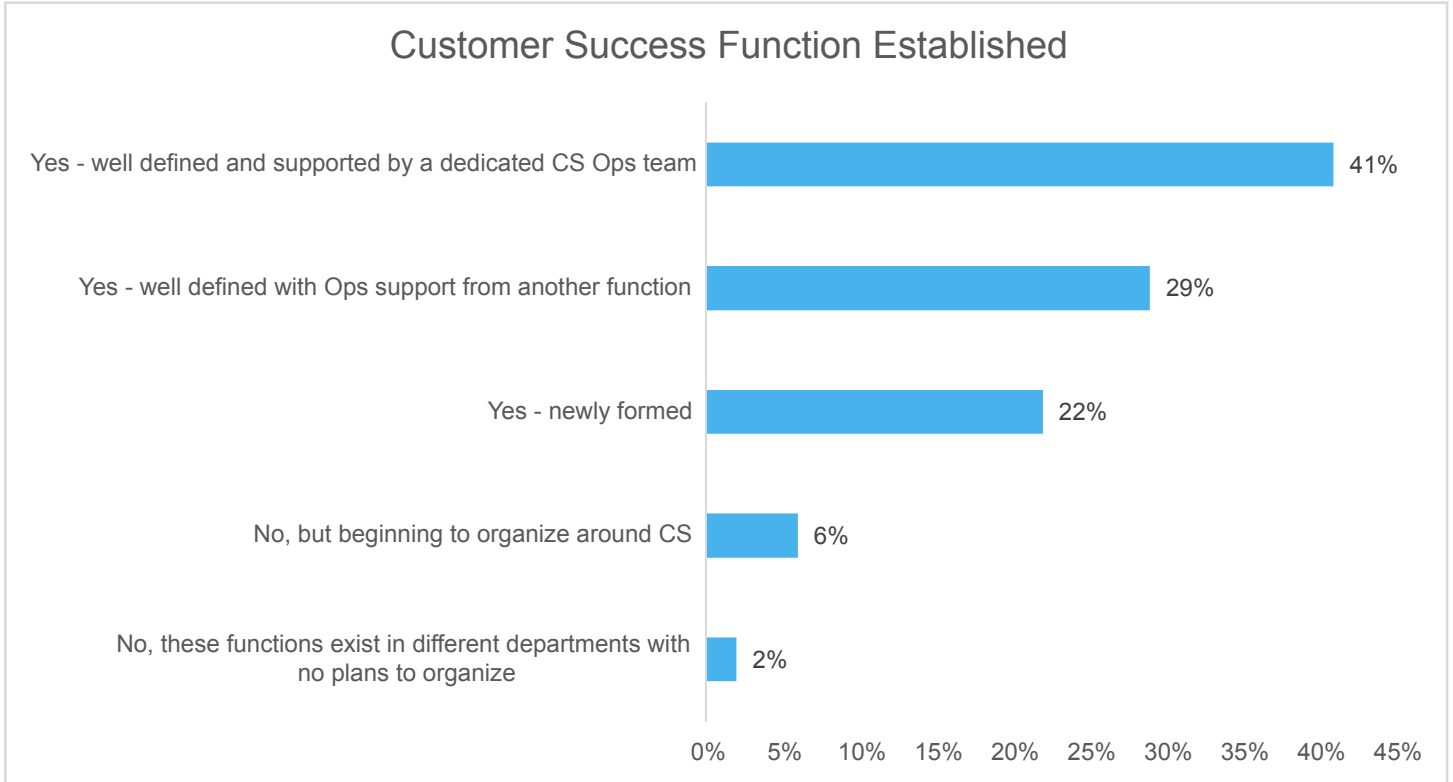 Customer Success Function Established
Yes - well defined and supported by a dedicated CS Ops team
41%
Yes - well defined with Ops support from another function
29%
Yes - newly formed
22%
No, but beginning to organize around CS
6%
No, these functions exist in different departments with
no plans to organize
2%
0% 5% 10% 15% 20% 25% 30% 35% 40% 45%